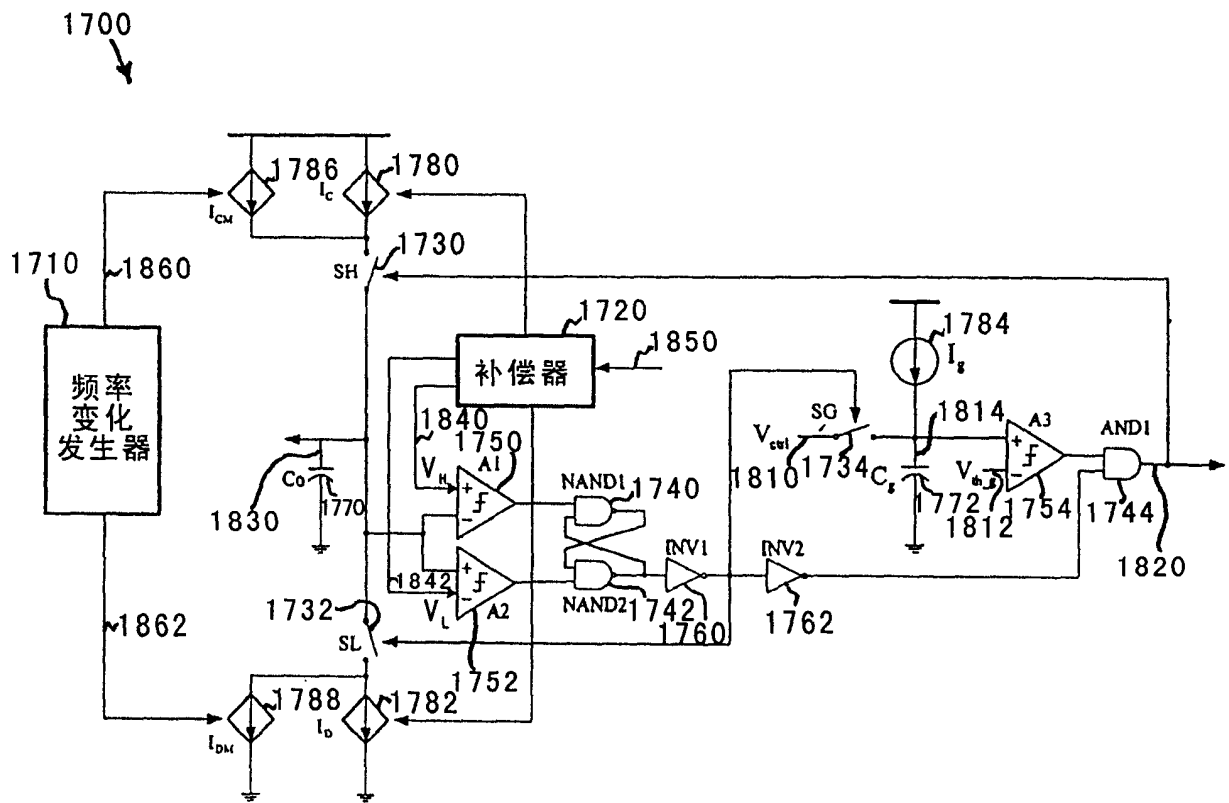 1700
1786
1780
I_C
I_CM
1730
1710
1860
SH
频率
变化
发生器
1720
1850
补偿器
1784
I_g
1840
1750
V_H
A1
NAND1
1740
SG
V_ctrl
1810
1734
1814
A3
AND1
C_g
1772
V_th_g
1812
1754
1744
1820
C0
1770
1830
INV1
INV2
1842
V_L
A2
NAND2
1742
1760
1762
1732
SL
1752
1862
1788
1782
I_D
I_DM